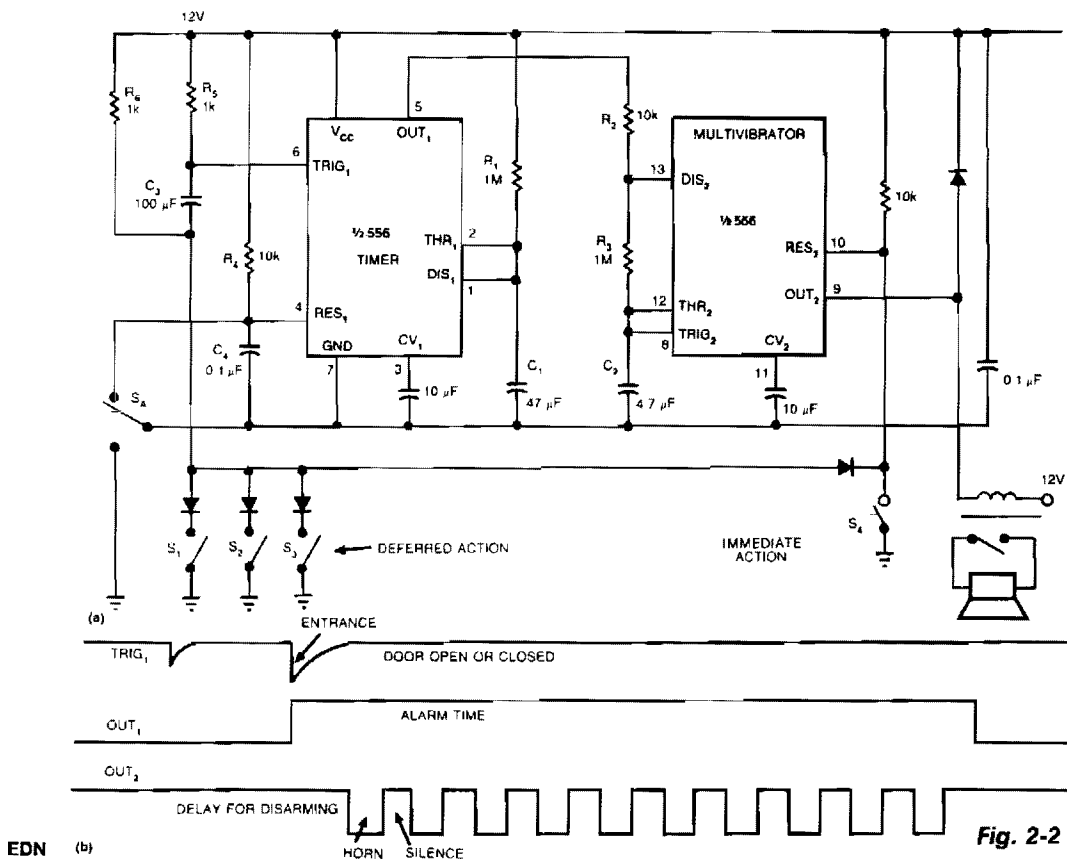 12V
R6
1k
R5
1k
5
VCC
OUT1
R2
10k
MULTIVIBRATOR
6
TRIG1
R1
1M
13
DIS2
C3
100 µF
½ 556
TIMER
½ 556
10k
R4
10k
THR1
2
DIS1
1
R3
1M
RES2
10
OUT2
9
4
RES1
12
THR2
TRIG2
8
GND
CV1
CV2
C4
0.1 µF
7
3
C1
C2
11
0.1 µF
SA
10 µF
47 µF
4.7 µF
10 µF
12V
S1
S2
S3
DEFERRED ACTION
IMMEDIATE
ACTION
S4
(a)
ENTRANCE
TRIG1
DOOR OPEN OR CLOSED
OUT1
ALARM TIME
OUT2
DELAY FOR DISARMING
EDN
(b)
HORN
SILENCE
Fig. 2-2